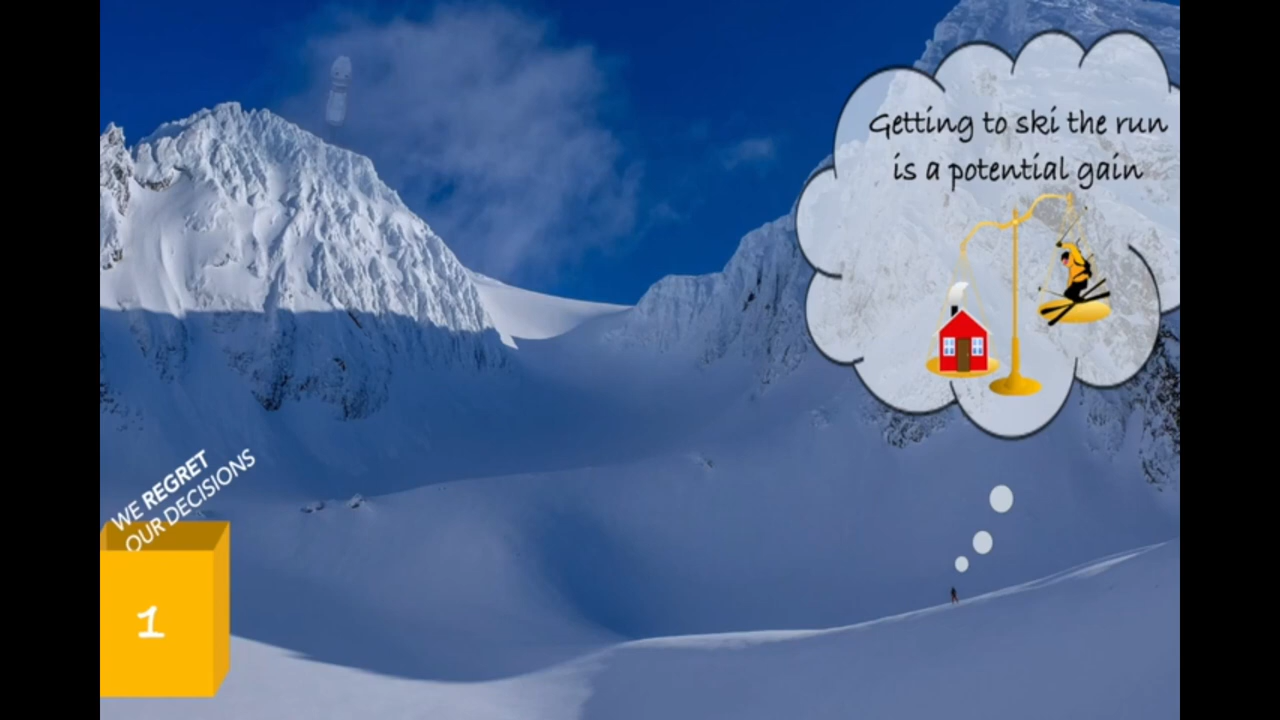 Getting to ski the run
is a potential gain
WE REGRET
OUR DECISIONS
1